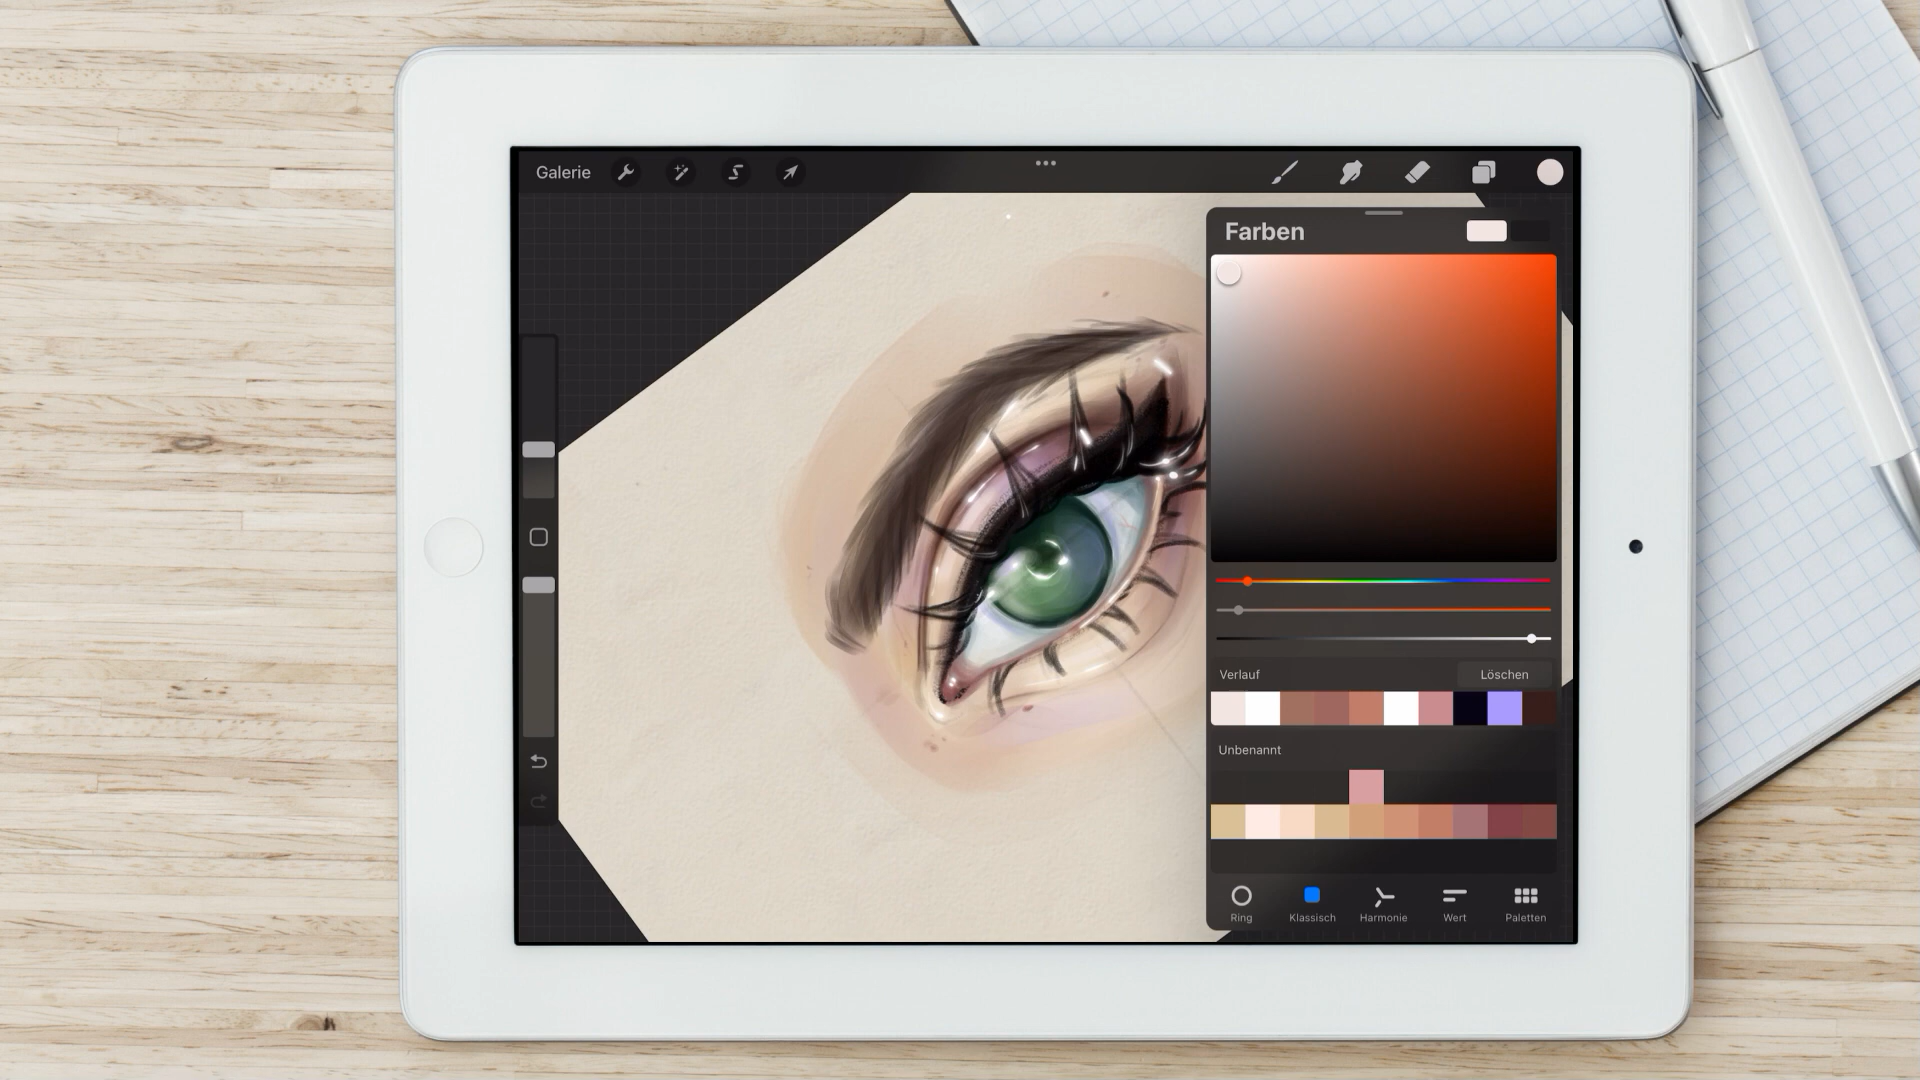 Galerie
Farben
Verlauf
Löschen
Unbenannt
Ring
Klassisch
Harmonie
Wert
Paletten